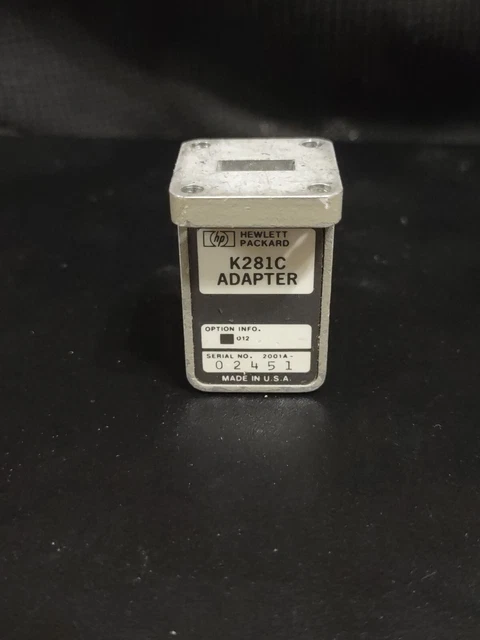 hp HEWLETT
PACKARD
K281C
ADAPTER
OPTION INFO.
012
SERIAL NO. 2001A-
02451
MADE IN U.S.A.